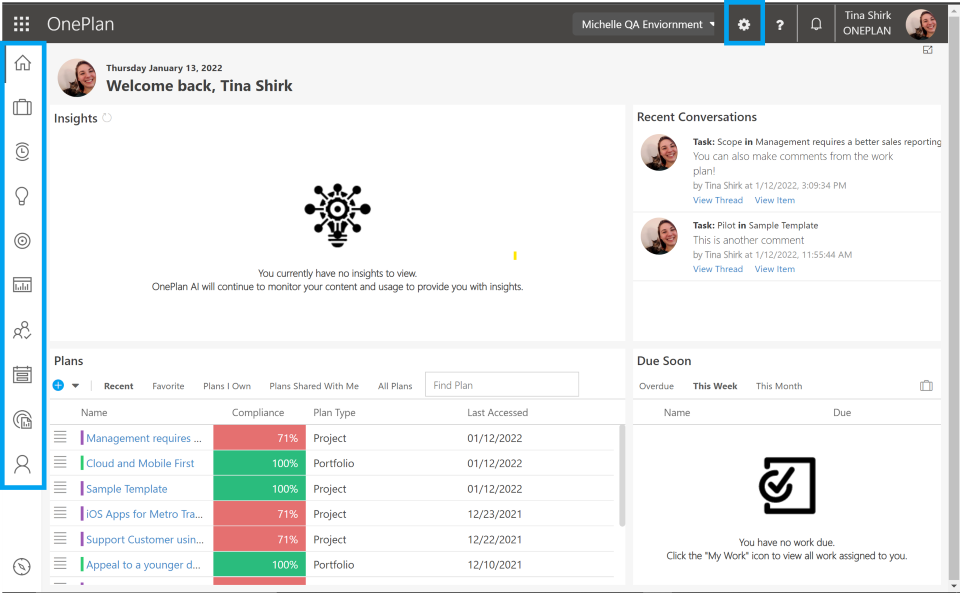 OnePlan
Michelle QA Enviornment
?
Tina Shirk
ONEPLAN
Thursday January 13, 2022
Welcome back, Tina Shirk
Insights
You currently have no insights to view.
OnePlan AI will continue to monitor your content and usage to provide you with insights.
Recent Conversations
Task: Scope in Management requires a better sales reporting
You can also make comments from the work
plan!
by Tina Shirk at 1/12/2022, 3:09:34 PM
View Thread View Item
Task: Pilot in Sample Template
This is another comment
by Tina Shirk at 1/12/2022, 11:55:44 AM
View Thread View Item
Plans
Recent Favorite Plans I Own Plans Shared With Me All Plans Find Plan
Name Compliance Plan Type Last Accessed
Management requires ... 71% Project 01/12/2022
Cloud and Mobile First 100% Portfolio 01/12/2022
Sample Template 100% Project 01/12/2022
iOS Apps for Metro Tra... 71% Project 12/23/2021
Support Customer usin... 71% Project 12/22/2021
Appeal to a younger d... 100% Portfolio 12/10/2021
Due Soon
Overdue This Week This Month
Name Due
You have no work due.
Click the "My Work" icon to view all work assigned to you.